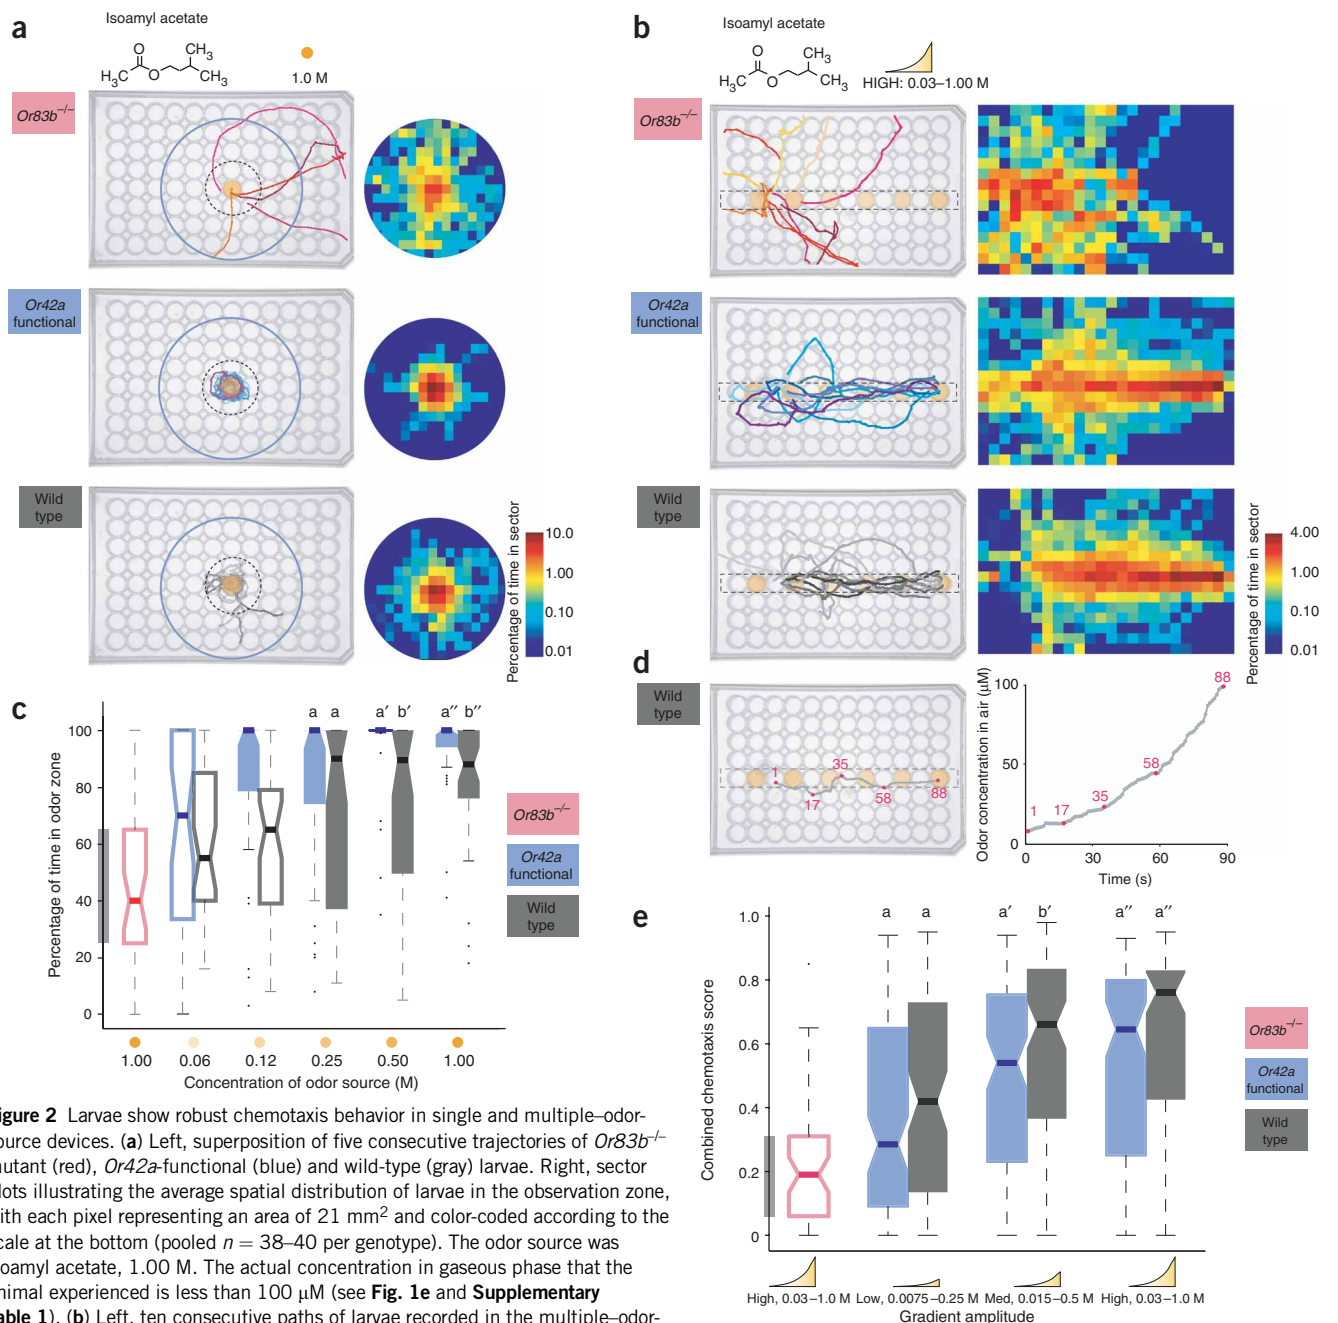 a
Isoamyl acetate
O
CH3
H3C
O
CH3
1.0 M
Or83b−/−
Or42a
functional
Wild
type
10.0
1.00
0.10
0.01
Percentage of time in sector
b
Isoamyl acetate
O
CH3
H3C
O
CH3
HIGH: 0.03–1.00 M
Or83b−/−
Or42a
functional
Wild
type
4.00
1.00
0.10
0.01
Percentage of time in sector
c
Percentage of time in odor zone
100
80
60
40
20
0
a a a′ b′ a″ b″
Or83b−/−
Or42a
functional
Wild
type
1.00 0.06 0.12 0.25 0.50 1.00
Concentration of odor source (M)
d
Wild
type
1
17
35
58
88
Odor concentration in air (μM)
100
50
0
1
17
35
58
88
0 30 60 90
Time (s)
e
Combined chemotaxis score
1.0
0.8
0.6
0.4
0.2
0
a a a′ b′ a″ a″
Or83b−/−
Or42a
functional
Wild
type
High, 0.03–1.0 M Low, 0.0075–0.25 M Med, 0.015–0.5 M High, 0.03–1.0 M
Gradient amplitude
igure 2 Larvae show robust chemotaxis behavior in single and multiple–odor-
ource devices. (a) Left, superposition of five consecutive trajectories of Or83b−/−
utant (red), Or42a-functional (blue) and wild-type (gray) larvae. Right, sector
lots illustrating the average spatial distribution of larvae in the observation zone,
ith each pixel representing an area of 21 mm2 and color-coded according to the
cale at the bottom (pooled n = 38–40 per genotype). The odor source was
oamyl acetate, 1.00 M. The actual concentration in gaseous phase that the
nimal experienced is less than 100 μM (see Fig. 1e and Supplementary
able 1). (b) Left, ten consecutive paths of larvae recorded in the multiple–odor-